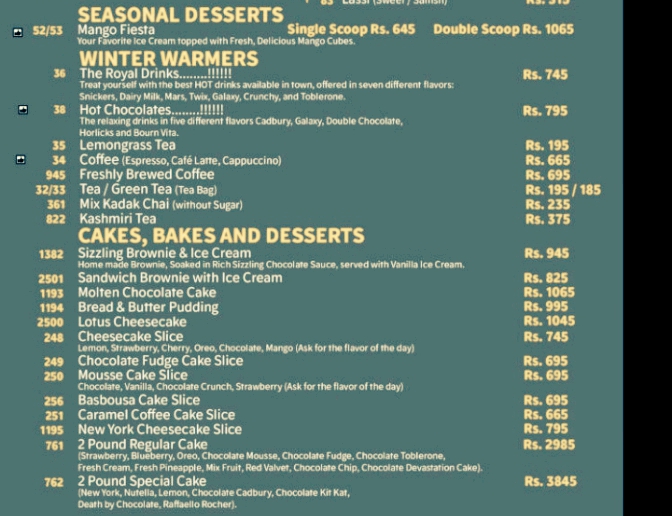 83 Lassi (Sweet / Saltish) Rs. 315
SEASONAL DESSERTS
52/53 Mango Fiesta Single Scoop Rs. 645 Double Scoop Rs. 1065
Your Favorite Ice Cream topped with Fresh, Delicious Mango Cubes.
WINTER WARMERS
36 The Royal Drinks........!!!!!! Rs. 745
Treat yourself with the best HOT drinks available in town, offered in seven different flavors:
Snickers, Dairy Milk, Mars, Twix, Galaxy, Crunchy, and Toblerone.
38 Hot Chocolates........!!!!!! Rs. 795
The relaxing drinks in five different flavors Cadbury, Galaxy, Double Chocolate,
Horlicks and Bourn Vita.
35 Lemongrass Tea Rs. 195
34 Coffee (Espresso, Café Latte, Cappuccino) Rs. 665
945 Freshly Brewed Coffee Rs. 695
32/33 Tea / Green Tea (Tea Bag) Rs. 195 / 185
361 Mix Kadak Chai (without Sugar) Rs. 235
822 Kashmiri Tea Rs. 375
CAKES, BAKES AND DESSERTS
1382 Sizzling Brownie & Ice Cream Rs. 945
Home made Brownie, Soaked in Rich Sizzling Chocolate Sauce, served with Vanilla Ice Cream.
2501 Sandwich Brownie with Ice Cream Rs. 825
1193 Molten Chocolate Cake Rs. 1065
1194 Bread & Butter Pudding Rs. 995
2500 Lotus Cheesecake Rs. 1045
248 Cheesecake Slice Rs. 745
Lemon, Strawberry, Cherry, Oreo, Chocolate, Mango (Ask for the flavor of the day)
249 Chocolate Fudge Cake Slice Rs. 695
250 Mousse Cake Slice Rs. 695
Chocolate, Vanilla, Chocolate Crunch, Strawberry (Ask for the flavor of the day)
256 Basbousa Cake Slice Rs. 695
251 Caramel Coffee Cake Slice Rs. 665
1195 New York Cheesecake Slice Rs. 795
761 2 Pound Regular Cake Rs. 2985
(Strawberry, Blueberry, Oreo, Chocolate Mousse, Chocolate Fudge, Chocolate Toblerone,
Fresh Cream, Fresh Pineapple, Mix Fruit, Red Valvet, Chocolate Chip, Chocolate Devastation Cake).
762 2 Pound Special Cake Rs. 3845
(New York, Nutella, Lemon, Chocolate Cadbury, Chocolate Kit Kat,
Death by Chocolate, Raffaello Rocher).